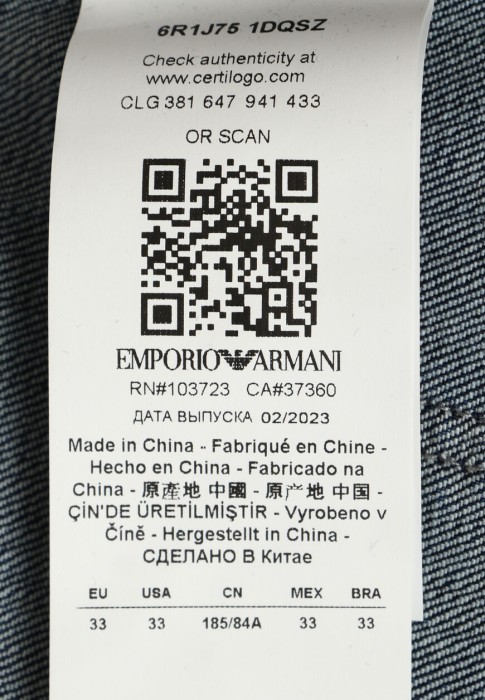 6R1J75 1DQSZ
Check authenticity at
www.certilogo.com
CLG 381 647 941 433
OR SCAN
EMPORIO ARMANI
RN#103723 CA#37360
ДАТА ВЫПУСКА 02/2023
Made in China - Fabriqué en Chine -
Hecho en China - Fabricado na
China - 原產地 中國 - 原产地 中国 -
ÇİN'DE ÜRETİLMİŞTİR - Vyrobeno v
Číně - Hergestellt in China -
СДЕЛАНО В Китае
EU USA CN MEX BRA
33 33 185/84A 33 33